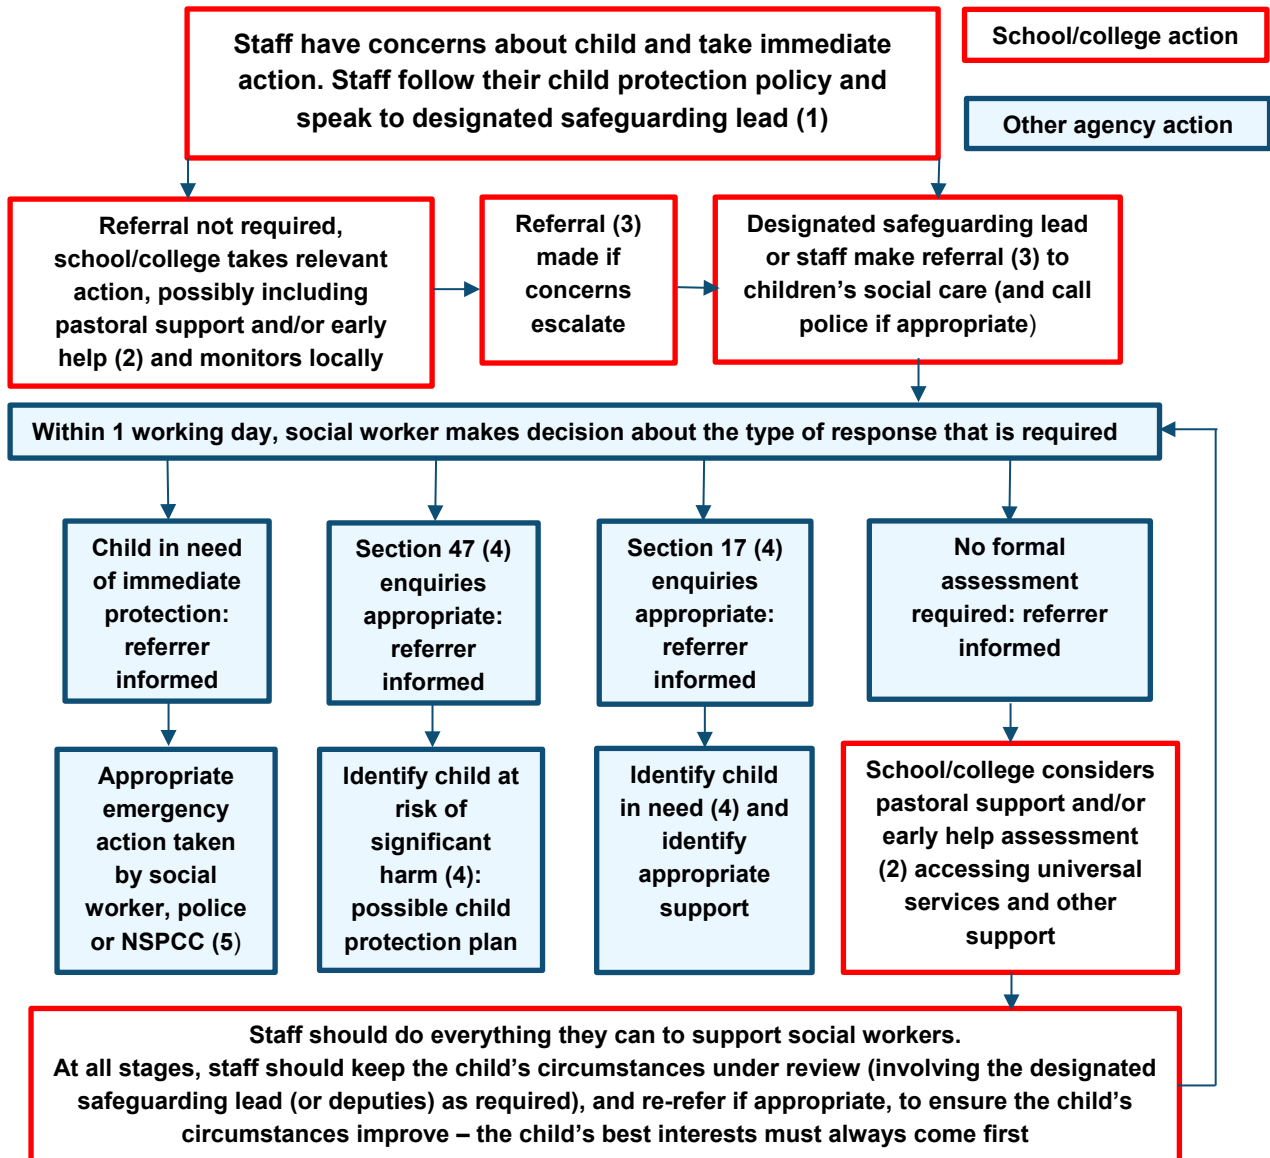 Staff have concerns about child and take immediate
action. Staff follow their child protection policy and
speak to designated safeguarding lead (1)
School/college action
Other agency action
Referral not required,
school/college takes relevant
action, possibly including
pastoral support and/or early
help (2) and monitors locally
Referral (3)
made if
concerns
escalate
Designated safeguarding lead
or staff make referral (3) to
children’s social care (and call
police if appropriate)
Within 1 working day, social worker makes decision about the type of response that is required
Child in need
of immediate
protection:
referrer
informed
Section 47 (4)
enquiries
appropriate:
referrer
informed
Section 17 (4)
enquiries
appropriate:
referrer
informed
No formal
assessment
required: referrer
informed
Appropriate
emergency
action taken
by social
worker, police
or NSPCC (5)
Identify child at
risk of
significant
harm (4):
possible child
protection plan
Identify child
in need (4) and
identify
appropriate
support
School/college considers
pastoral support and/or
early help assessment
(2) accessing universal
services and other
support
Staff should do everything they can to support social workers.
At all stages, staff should keep the child’s circumstances under review (involving the designated
safeguarding lead (or deputies) as required), and re-refer if appropriate, to ensure the child’s
circumstances improve – the child’s best interests must always come first